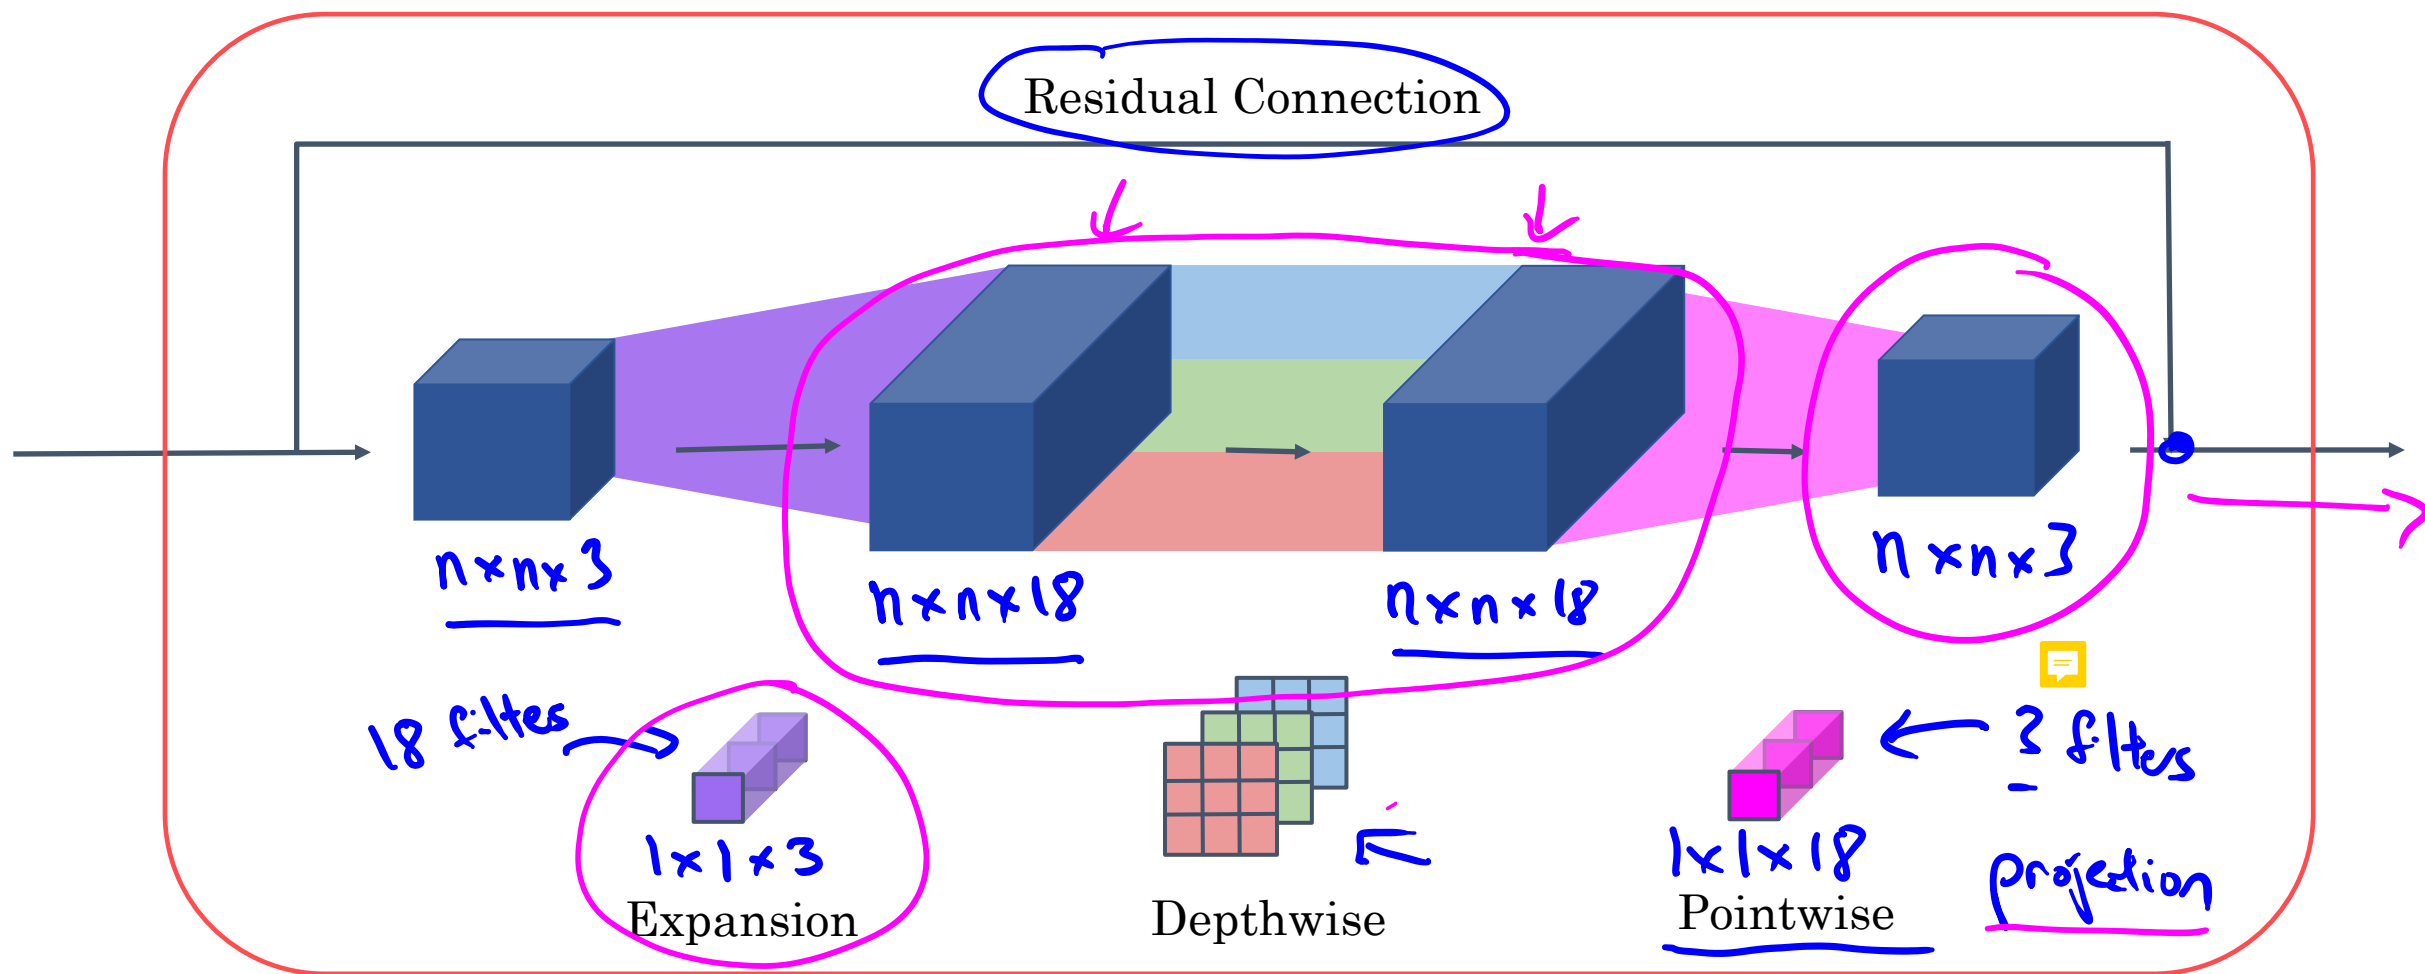 Residual Connection
n×n×3
n×n×18
n×n×18
n×n×3
18 filtes
3 filters
1×1×3
1×1×18
projection
Expansion
Depthwise
Pointwise